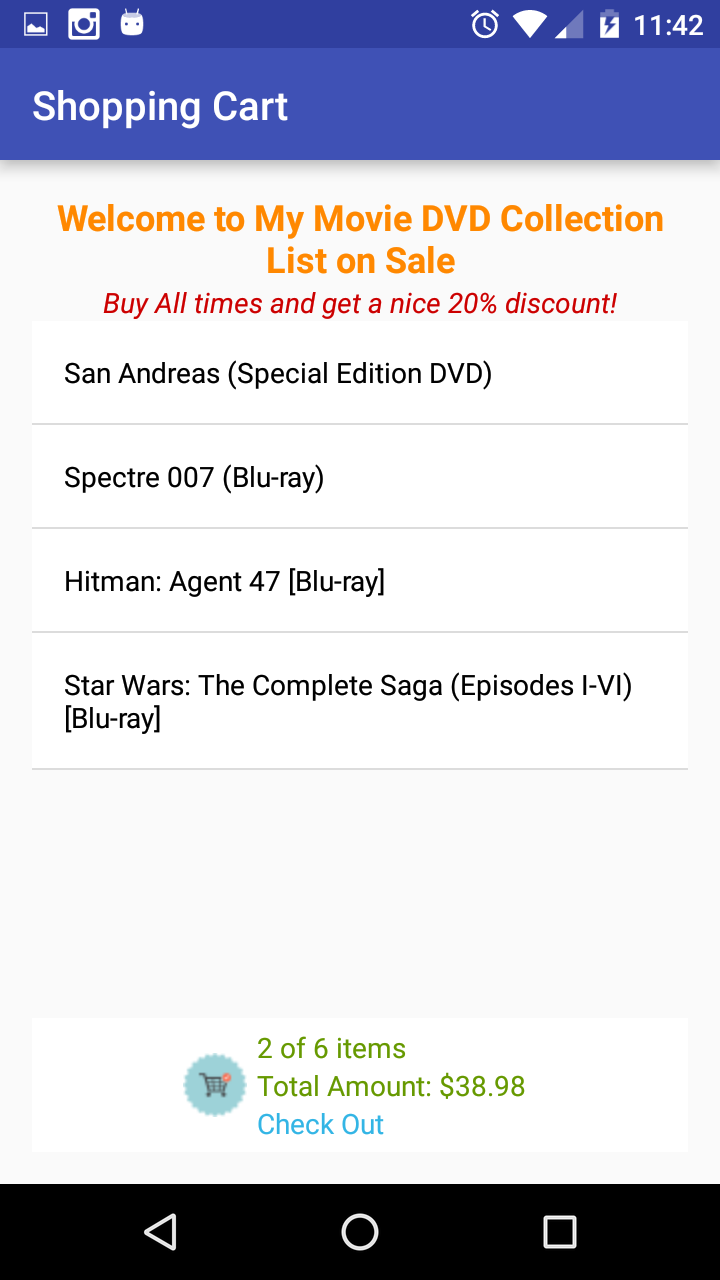 11:42
Shopping Cart
Welcome to My Movie DVD Collection
List on Sale
Buy All times and get a nice 20% discount!
San Andreas (Special Edition DVD)
Spectre 007 (Blu-ray)
Hitman: Agent 47 [Blu-ray]
Star Wars: The Complete Saga (Episodes I-VI)
[Blu-ray]
2 of 6 items
Total Amount: $38.98
Check Out